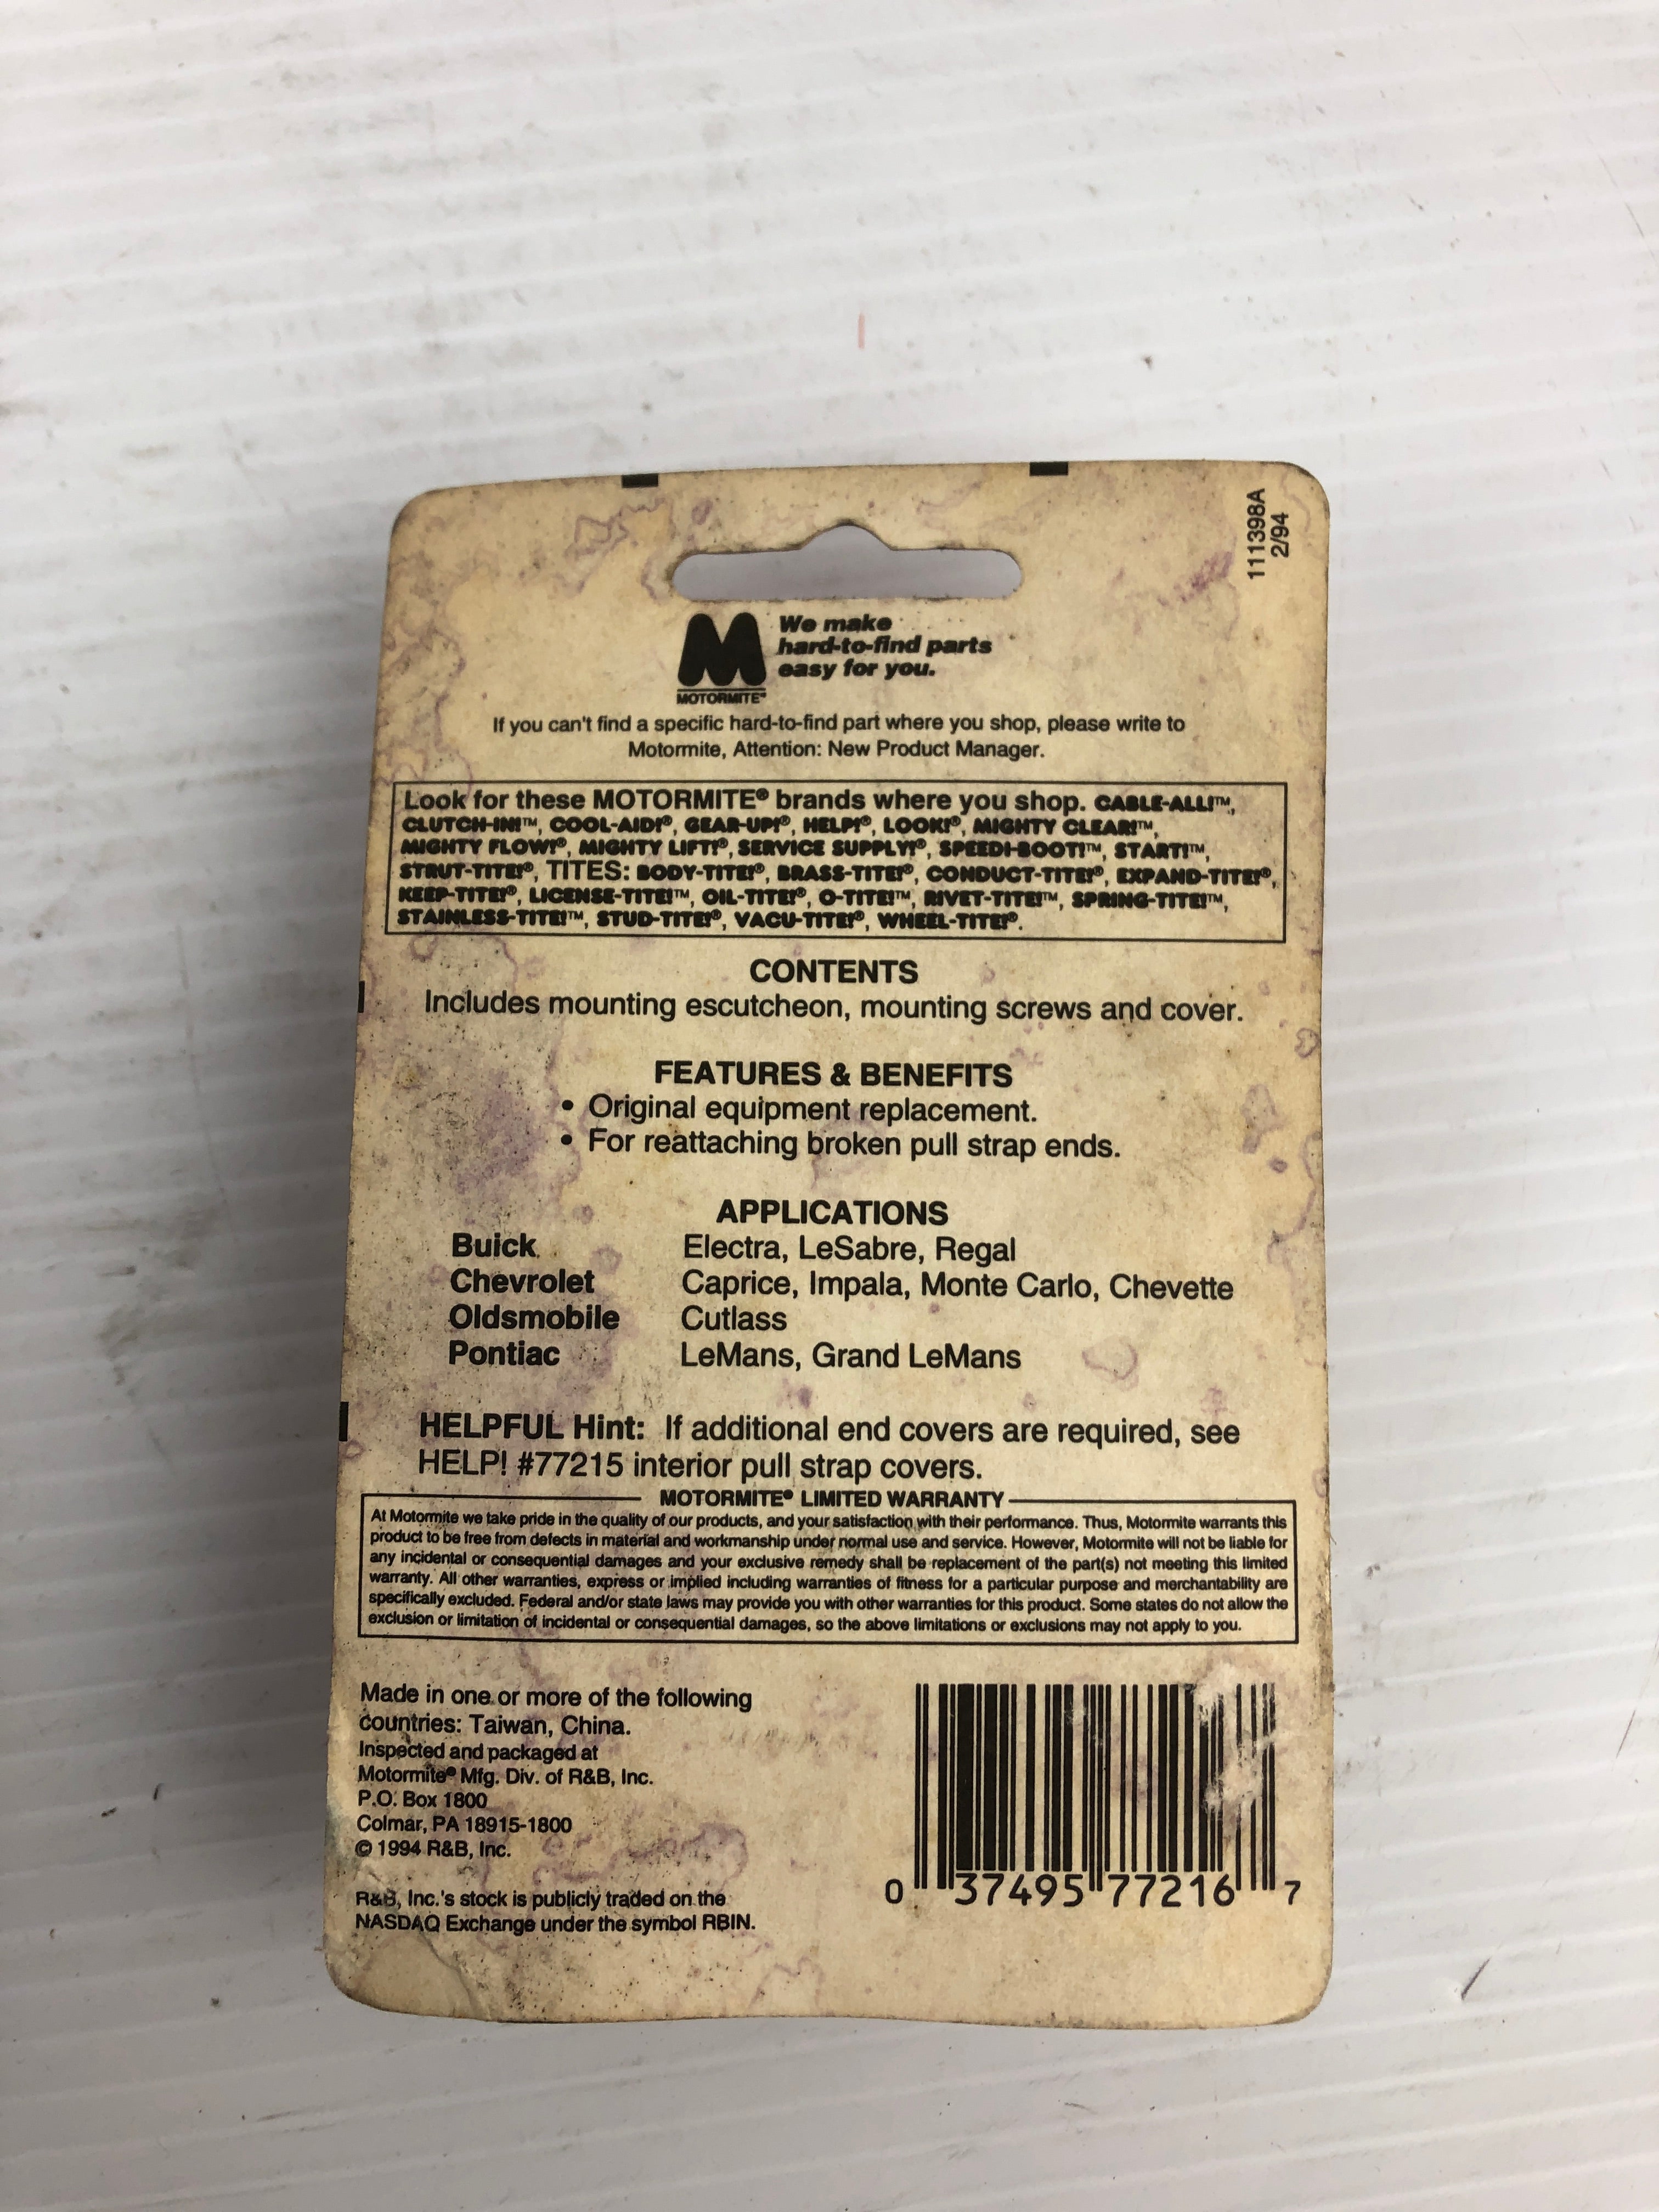 111398A
2/94
We make
hard-to-find parts
easy for you.
MOTORMITE®
If you can't find a specific hard-to-find part where you shop, please write to
Motormite, Attention: New Product Manager.
Look for these MOTORMITE® brands where you shop. CABLE-ALL!™,
CLUTCH-IN!™, COOL-AID!®, GEAR-UP!®, HELP!®, LOOK!®, MIGHTY CLEAR!™,
MIGHTY FLOW!®, MIGHTY LIFT!®, SERVICE SUPPLY!®, SPEEDI-BOOT!™, START!™,
STRUT-TITE!®, TITES: BODY-TITE!®, BRASS-TITE!®, CONDUCT-TITE!®, EXPAND-TITE!®,
KEEP-TITE!®, LICENSE-TITE!™, OIL-TITE!®, O-TITE!™, RIVET-TITE!™, SPRING-TITE!™,
STAINLESS-TITE!™, STUD-TITE!®, VACU-TITE!®, WHEEL-TITE!®.
CONTENTS
Includes mounting escutcheon, mounting screws and cover.
FEATURES & BENEFITS
• Original equipment replacement.
• For reattaching broken pull strap ends.
APPLICATIONS
Buick Electra, LeSabre, Regal
Chevrolet Caprice, Impala, Monte Carlo, Chevette
Oldsmobile Cutlass
Pontiac LeMans, Grand LeMans
HELPFUL Hint: If additional end covers are required, see
HELP! #77215 interior pull strap covers.
MOTORMITE® LIMITED WARRANTY
At Motormite we take pride in the quality of our products, and your satisfaction with their performance. Thus, Motormite warrants this
product to be free from defects in material and workmanship under normal use and service. However, Motormite will not be liable for
any incidental or consequential damages and your exclusive remedy shall be replacement of the part(s) not meeting this limited
warranty. All other warranties, express or implied including warranties of fitness for a particular purpose and merchantability are
specifically excluded. Federal and/or state laws may provide you with other warranties for this product. Some states do not allow the
exclusion or limitation of incidental or consequential damages, so the above limitations or exclusions may not apply to you.
Made in one or more of the following
countries: Taiwan, China.
Inspected and packaged at
Motormite® Mfg. Div. of R&B, Inc.
P.O. Box 1800
Colmar, PA 18915-1800
© 1994 R&B, Inc.
R&B, Inc.'s stock is publicly traded on the
NASDAQ Exchange under the symbol RBIN.
0 37495 77216 7